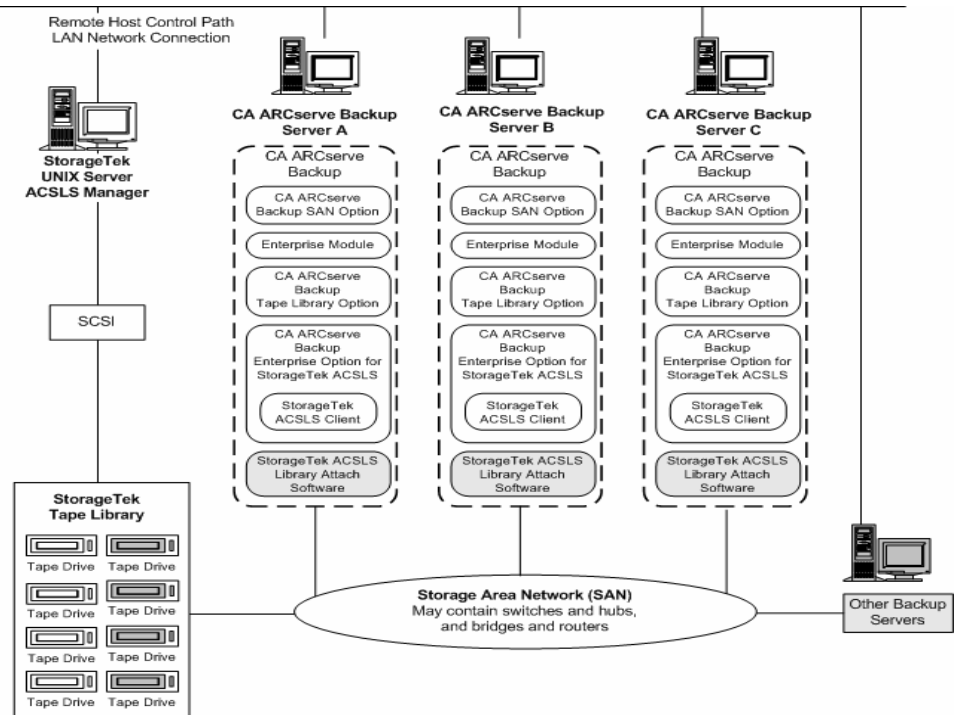 Remote Host Control Path
LAN Network Connection
StorageTek
UNIX Server
ACSLS Manager
SCSI
StorageTek
Tape Library
Tape Drive
Tape Drive
Tape Drive
Tape Drive
Tape Drive
Tape Drive
Tape Drive
Tape Drive
CA ARCserve Backup
Server A
CA ARCserve
Backup
CA ARCserve
Backup SAN Option
Enterprise Module
CA ARCserve
Backup
Tape Library Option
CA ARCserve
Backup
Enterprise Option for
StorageTek ACSLS
StorageTek
ACSLS Client
StorageTek ACSLS
Library Attach
Software
CA ARCserve Backup
Server B
CA ARCserve
Backup
CA ARCserve
Backup SAN Option
Enterprise Module
CA ARCserve
Backup
Tape Library Option
CA ARCserve
Backup
Enterprise Option for
StorageTek ACSLS
StorageTek
ACSLS Client
StorageTek ACSLS
Library Attach
Software
CA ARCserve Backup
Server C
CA ARCserve
Backup
CA ARCserve
Backup SAN Option
Enterprise Module
CA ARCserve
Backup
Tape Library Option
CA ARCserve
Backup
Enterprise Option for
StorageTek ACSLS
StorageTek
ACSLS Client
StorageTek ACSLS
Library Attach
Software
Storage Area Network (SAN)
May contain switches and hubs,
and bridges and routers
Other Backup
Servers